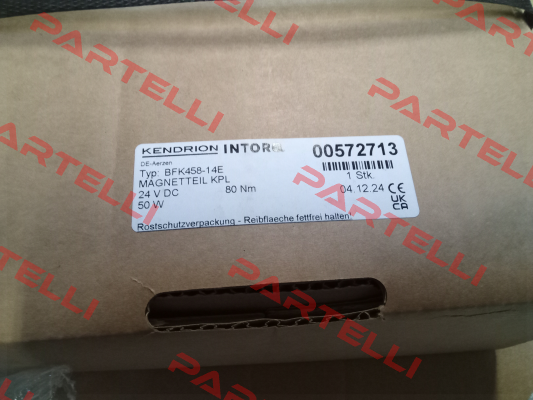 PARTELLI
KENDRION INTORQ 00572713
DE-Aerzen
Typ: BFK458-14E 1 Stk.
MAGNETTEIL KPL
24 V DC 80 Nm 04.12.24 CE
50 W UK
CA
Rostschutzverpackung - Reibflaeche fettfrei halten!
PARTELLI
PARTELLI
PARTELLI
PARTELLI